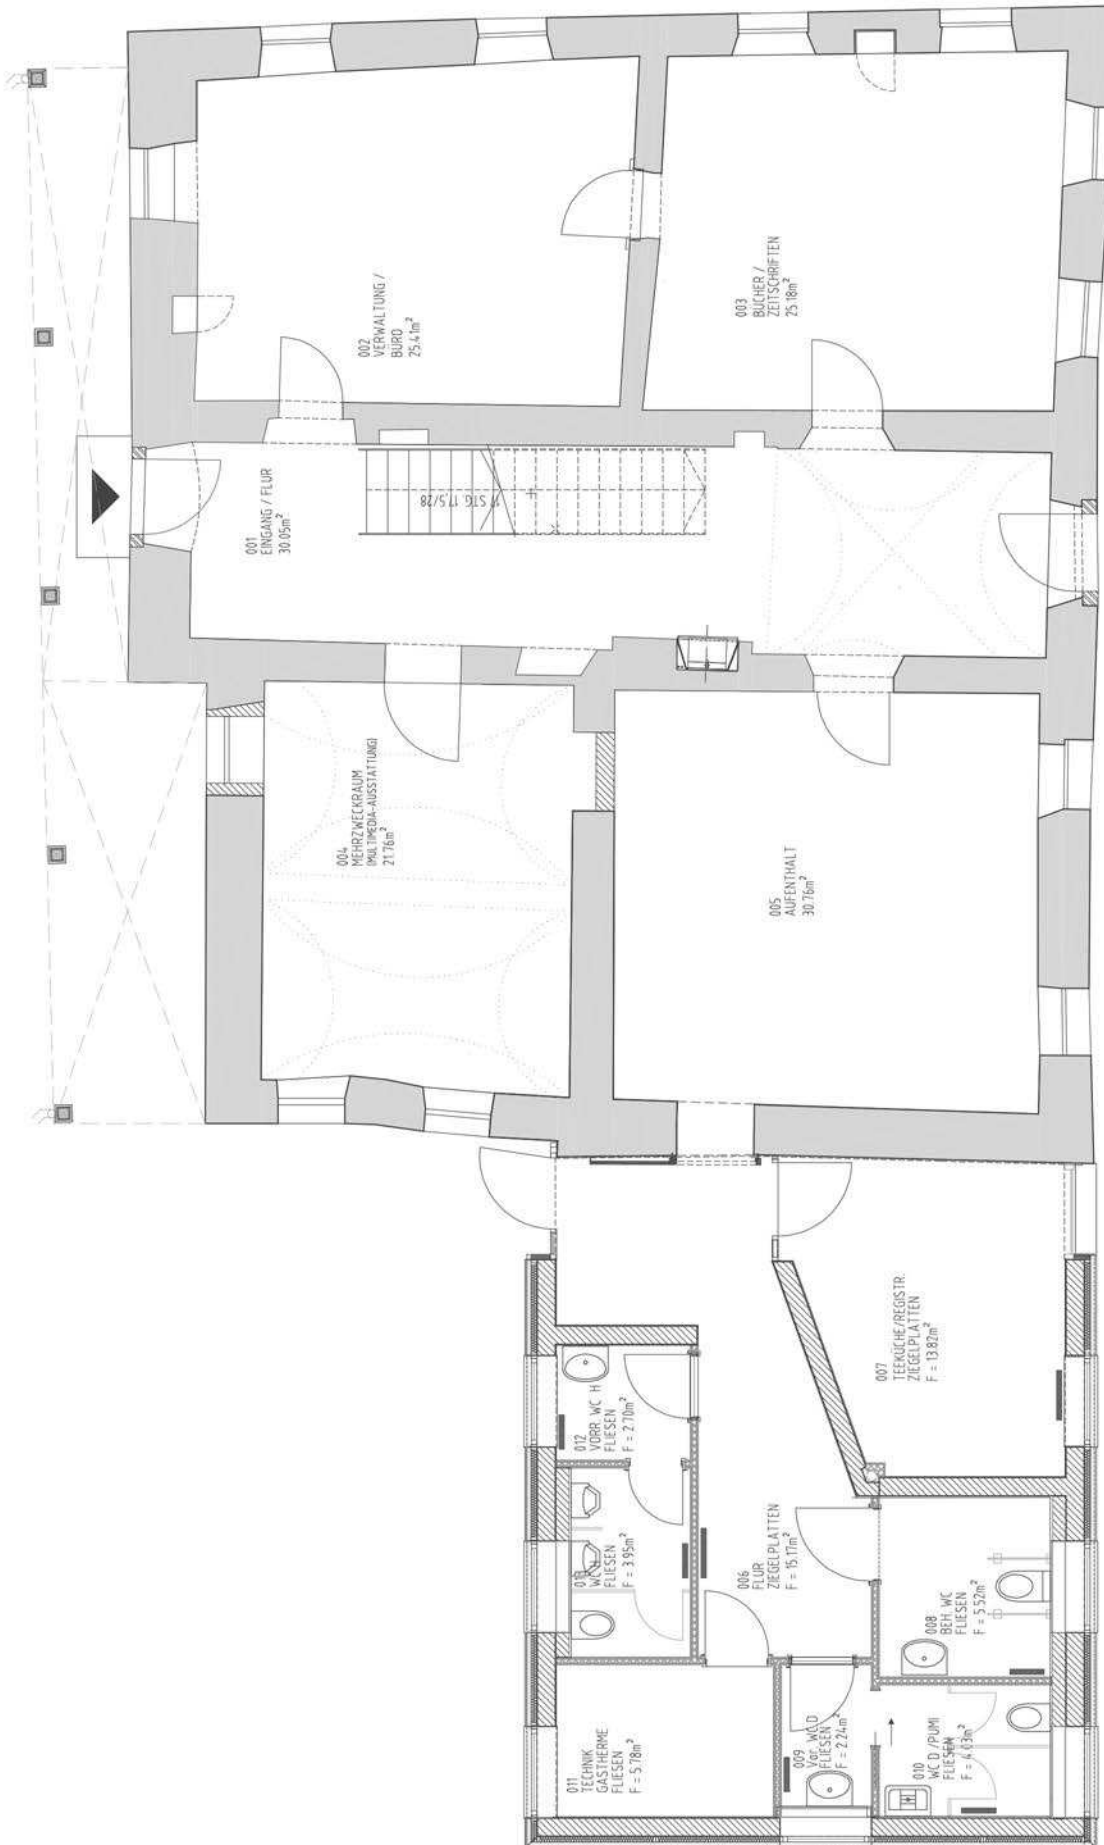 001
EINGANG / FLUR
30.05m²
002
VERWALTUNG /
BÜRO
25.41m²
003
BÜCHER /
ZEITSCHRIFTEN
25.18m²
004
MEHRZWECKRAUM
(MULTIMEDIA-AUSSTATTUNG)
21.76m²
005
AUFENTHALT
30.76m²
006
FLUR
ZIEGELPLATTEN
F = 15.17m²
007
TEEKÜCHE/REGISTR.
ZIEGELPLATTEN
F = 13.82m²
008
BEH. WC
FLIESEN
F = 5.52m²
009
Vor. WC D
FLIESEN
F = 2.24m²
010
WC D /PUMI
FLIESEN
F = 4.03m²
011
TECHNIK
GASTHERME
FLIESEN
F = 5.78m²
012
VORR. WC H
FLIESEN
F = 2.70m²
WC H
FLIESEN
F = 3.95m²
17 STG 17,5/28